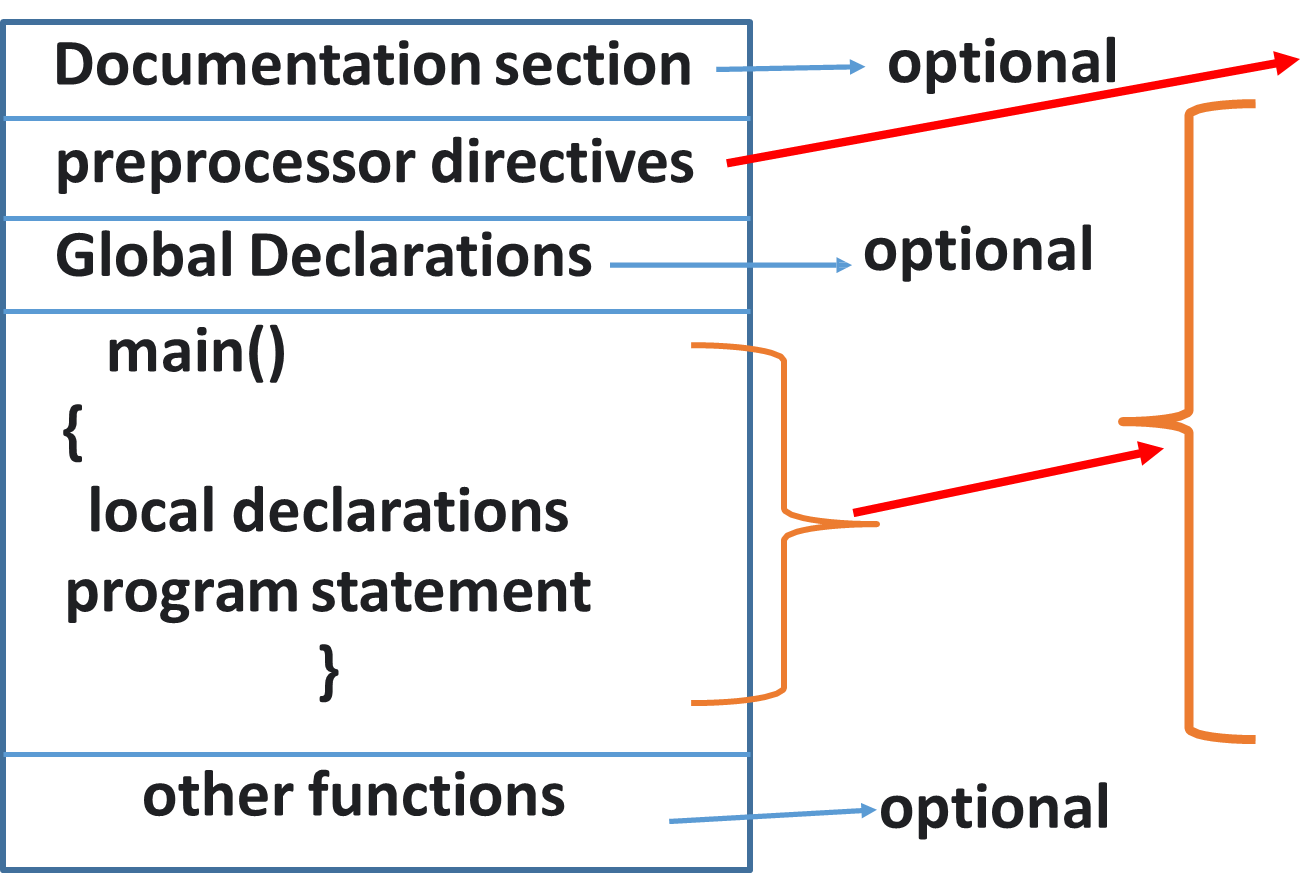 Documentation section optional
preprocessor directives
Global Declarations optional
main()
{
local declarations
program statement
}
other functions optional